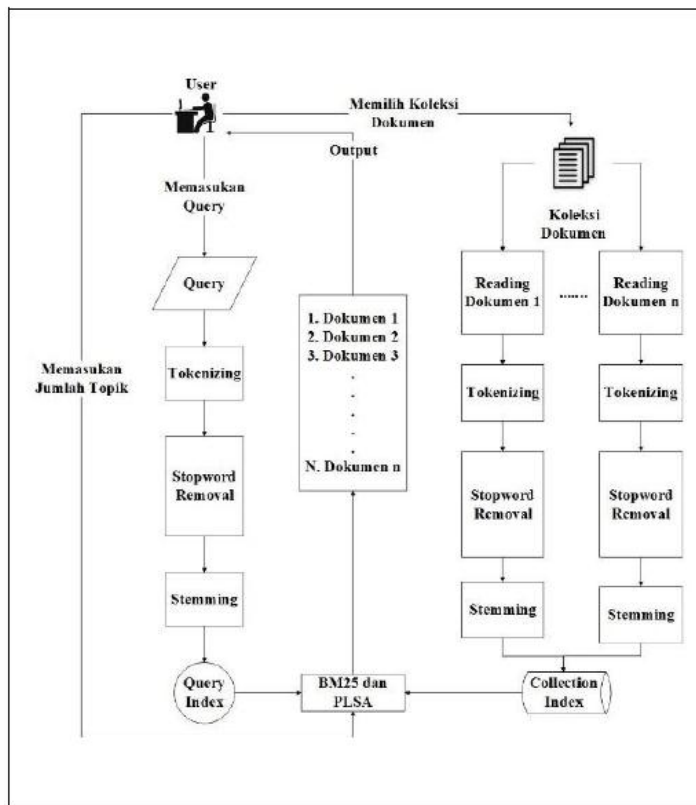 User
Memilih Koleksi
Dokumen
Output
Memasukan
Query
Koleksi
Dokumen
Query
Reading
Dokumen 1
......
Reading
Dokumen n
1. Dokumen 1
2. Dokumen 2
3. Dokumen 3
.
.
.
.
.
N. Dokumen n
Memasukan
Jumlah Topik
Tokenizing
Tokenizing
Tokenizing
Stopword
Removal
Stopword
Removal
Stopword
Removal
Stemming
Stemming
Stemming
Query
Index
BM25 dan
PLSA
Collection
Index